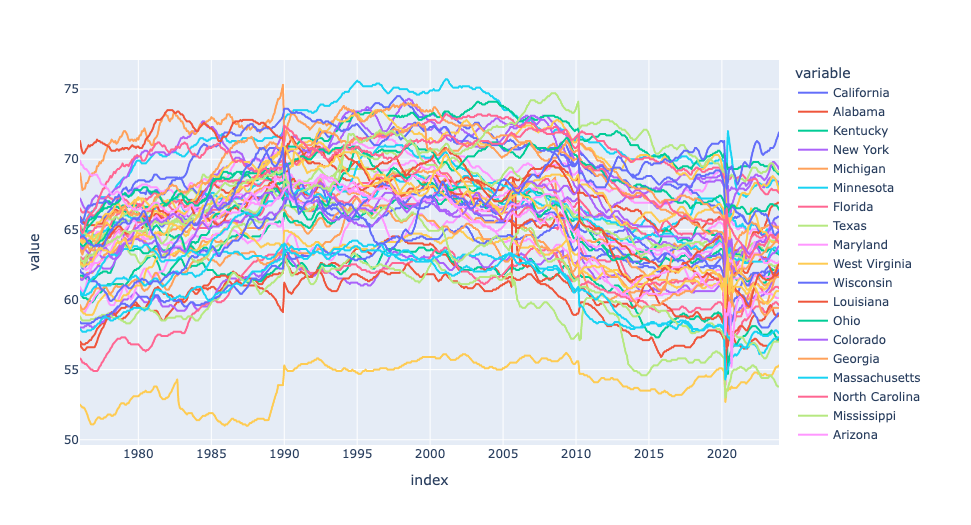 variable
California
Alabama
Kentucky
New York
Michigan
Minnesota
Florida
Texas
Maryland
West Virginia
Wisconsin
Louisiana
Ohio
Colorado
Georgia
Massachusetts
North Carolina
Mississippi
Arizona
value
75
70
65
60
55
50
1980
1985
1990
1995
2000
2005
2010
2015
2020
index